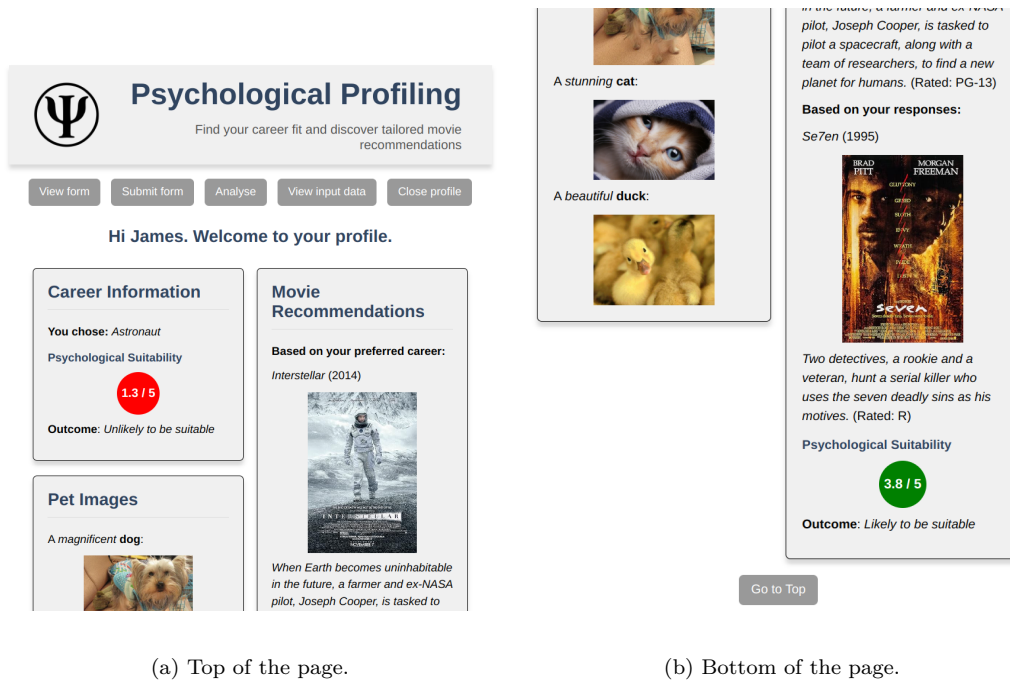 Psychological Profiling
Find your career fit and discover tailored movie
recommendations
View form
Submit form
Analyse
View input data
Close profile
Hi James. Welcome to your profile.
Career Information
You chose: Astronaut
Psychological Suitability
1.3 / 5
Outcome: Unlikely to be suitable
Pet Images
A magnificent dog:
Movie
Recommendations
Based on your preferred career:
Interstellar (2014)
INTERSTELLAR
When Earth becomes uninhabitable
in the future, a farmer and ex-NASA
pilot, Joseph Cooper, is tasked to
(a) Top of the page.
A stunning cat:
A beautiful duck:
in the future, a farmer and ex-NASA
pilot, Joseph Cooper, is tasked to
pilot a spacecraft, along with a
team of researchers, to find a new
planet for humans. (Rated: PG-13)
Based on your responses:
Se7en (1995)
BRAD
PITT
MORGAN
FREEMAN
GLUTTONY
GREED
SLOTH
ENVY
WRATH
PRIDE
LUST
Seven
Two detectives, a rookie and a
veteran, hunt a serial killer who
uses the seven deadly sins as his
motives. (Rated: R)
Psychological Suitability
3.8 / 5
Outcome: Likely to be suitable
Go to Top
(b) Bottom of the page.